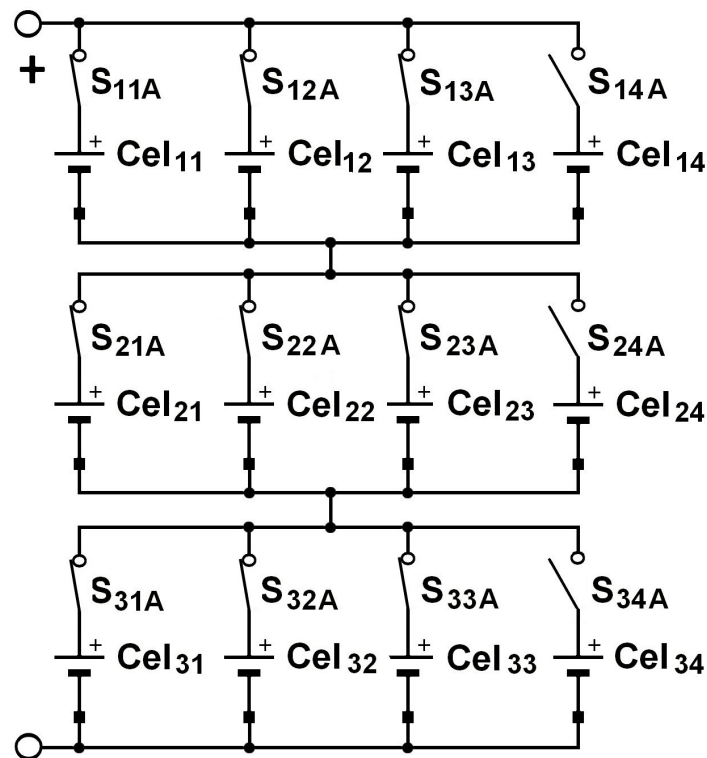 + S11A S12A S13A S14A
+ Cel11 + Cel12 + Cel13 + Cel14
S21A S22A S23A S24A
+ Cel21 + Cel22 + Cel23 + Cel24
S31A S32A S33A S34A
+ Cel31 + Cel32 + Cel33 + Cel34